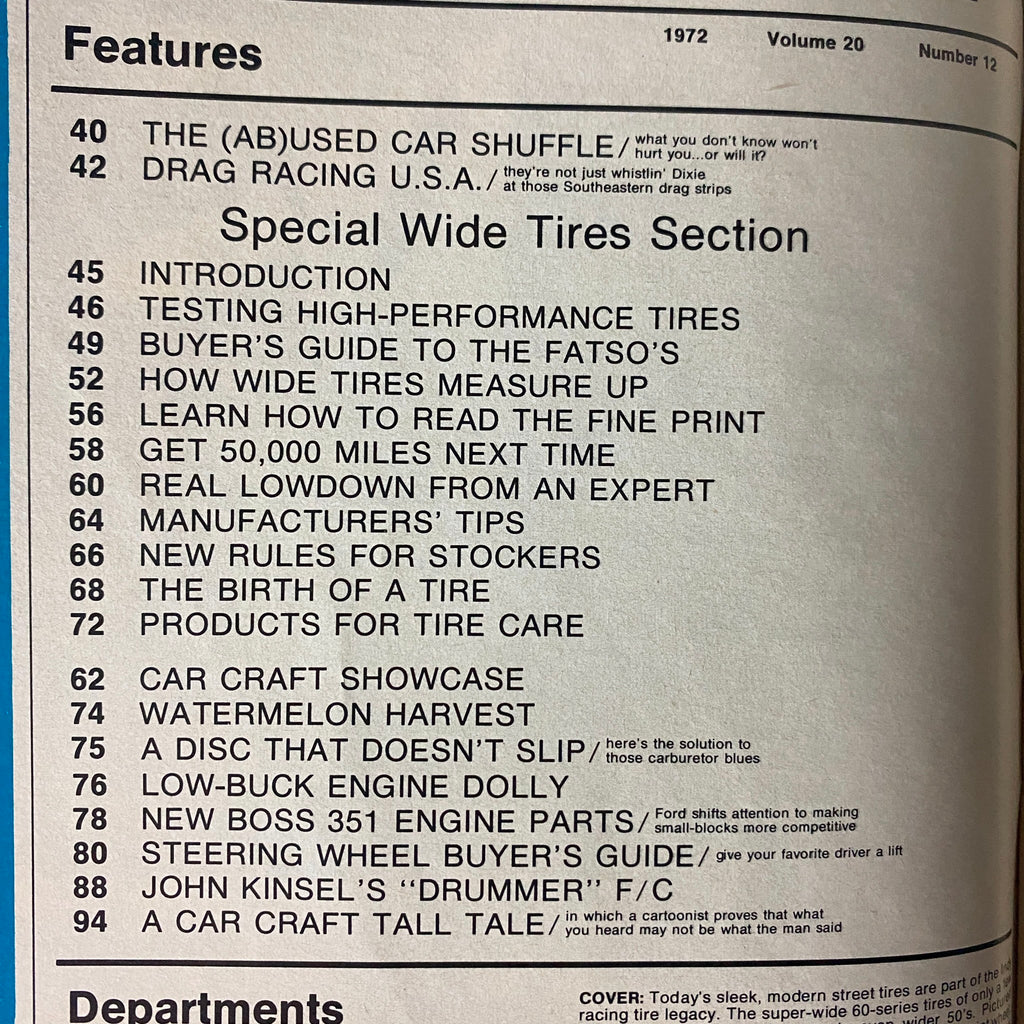 Features 1972 Volume 20 Number 12
40 THE (AB)USED CAR SHUFFLE / what you don't know won't
hurt you...or will it?
42 DRAG RACING U.S.A. / they're not just whistlin' Dixie
at those Southeastern drag strips
Special Wide Tires Section
45 INTRODUCTION
46 TESTING HIGH-PERFORMANCE TIRES
49 BUYER'S GUIDE TO THE FATSO'S
52 HOW WIDE TIRES MEASURE UP
56 LEARN HOW TO READ THE FINE PRINT
58 GET 50,000 MILES NEXT TIME
60 REAL LOWDOWN FROM AN EXPERT
64 MANUFACTURERS' TIPS
66 NEW RULES FOR STOCKERS
68 THE BIRTH OF A TIRE
72 PRODUCTS FOR TIRE CARE
62 CAR CRAFT SHOWCASE
74 WATERMELON HARVEST
75 A DISC THAT DOESN'T SLIP / here's the solution to
those carburetor blues
76 LOW-BUCK ENGINE DOLLY
78 NEW BOSS 351 ENGINE PARTS / Ford shifts attention to making
small-blocks more competitive
80 STEERING WHEEL BUYER'S GUIDE / give your favorite driver a lift
88 JOHN KINSEL'S "DRUMMER" F/C
94 A CAR CRAFT TALL TALE / in which a cartoonist proves that what
you heard may not be what the man said
Departments
COVER: Today's sleek, modern street tires are part of the
racing tire legacy. The super-wide 60-series tires of only a
wider 50's.